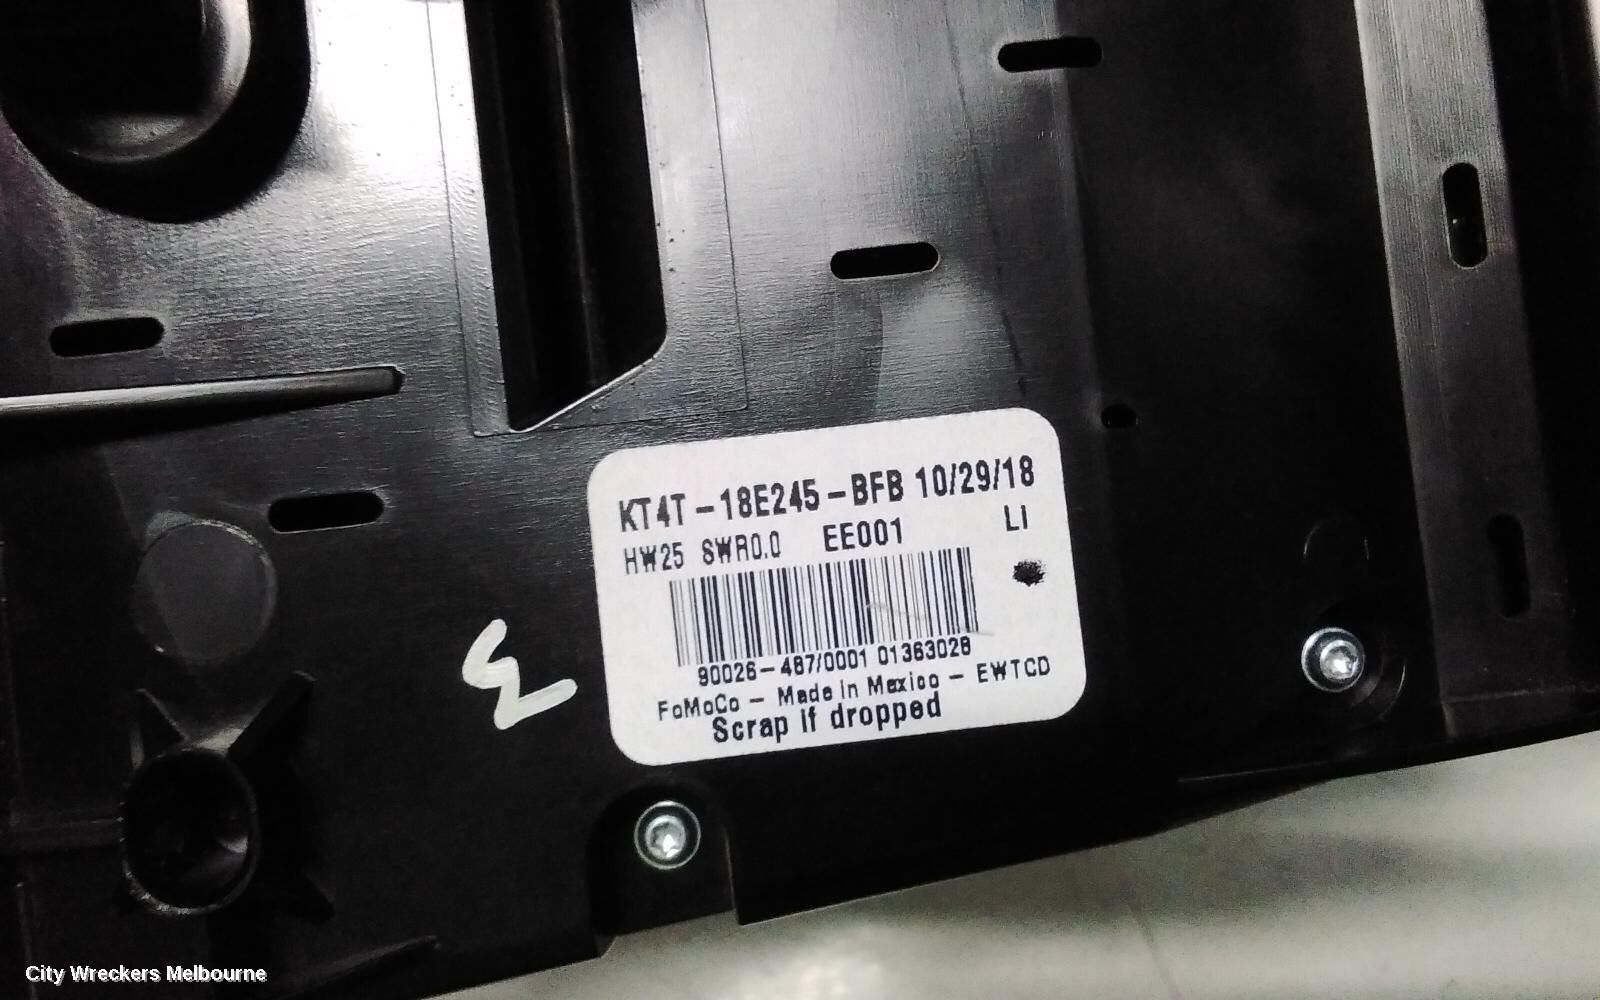 KT4T-18E245-BFB 10/29/18
HW25 SWR0.0 EE001 LI
90026-487/0001 01363028
FoMoCo - Made in Mexico - EWTCD
Scrap if dropped
City Wreckers Melbourne